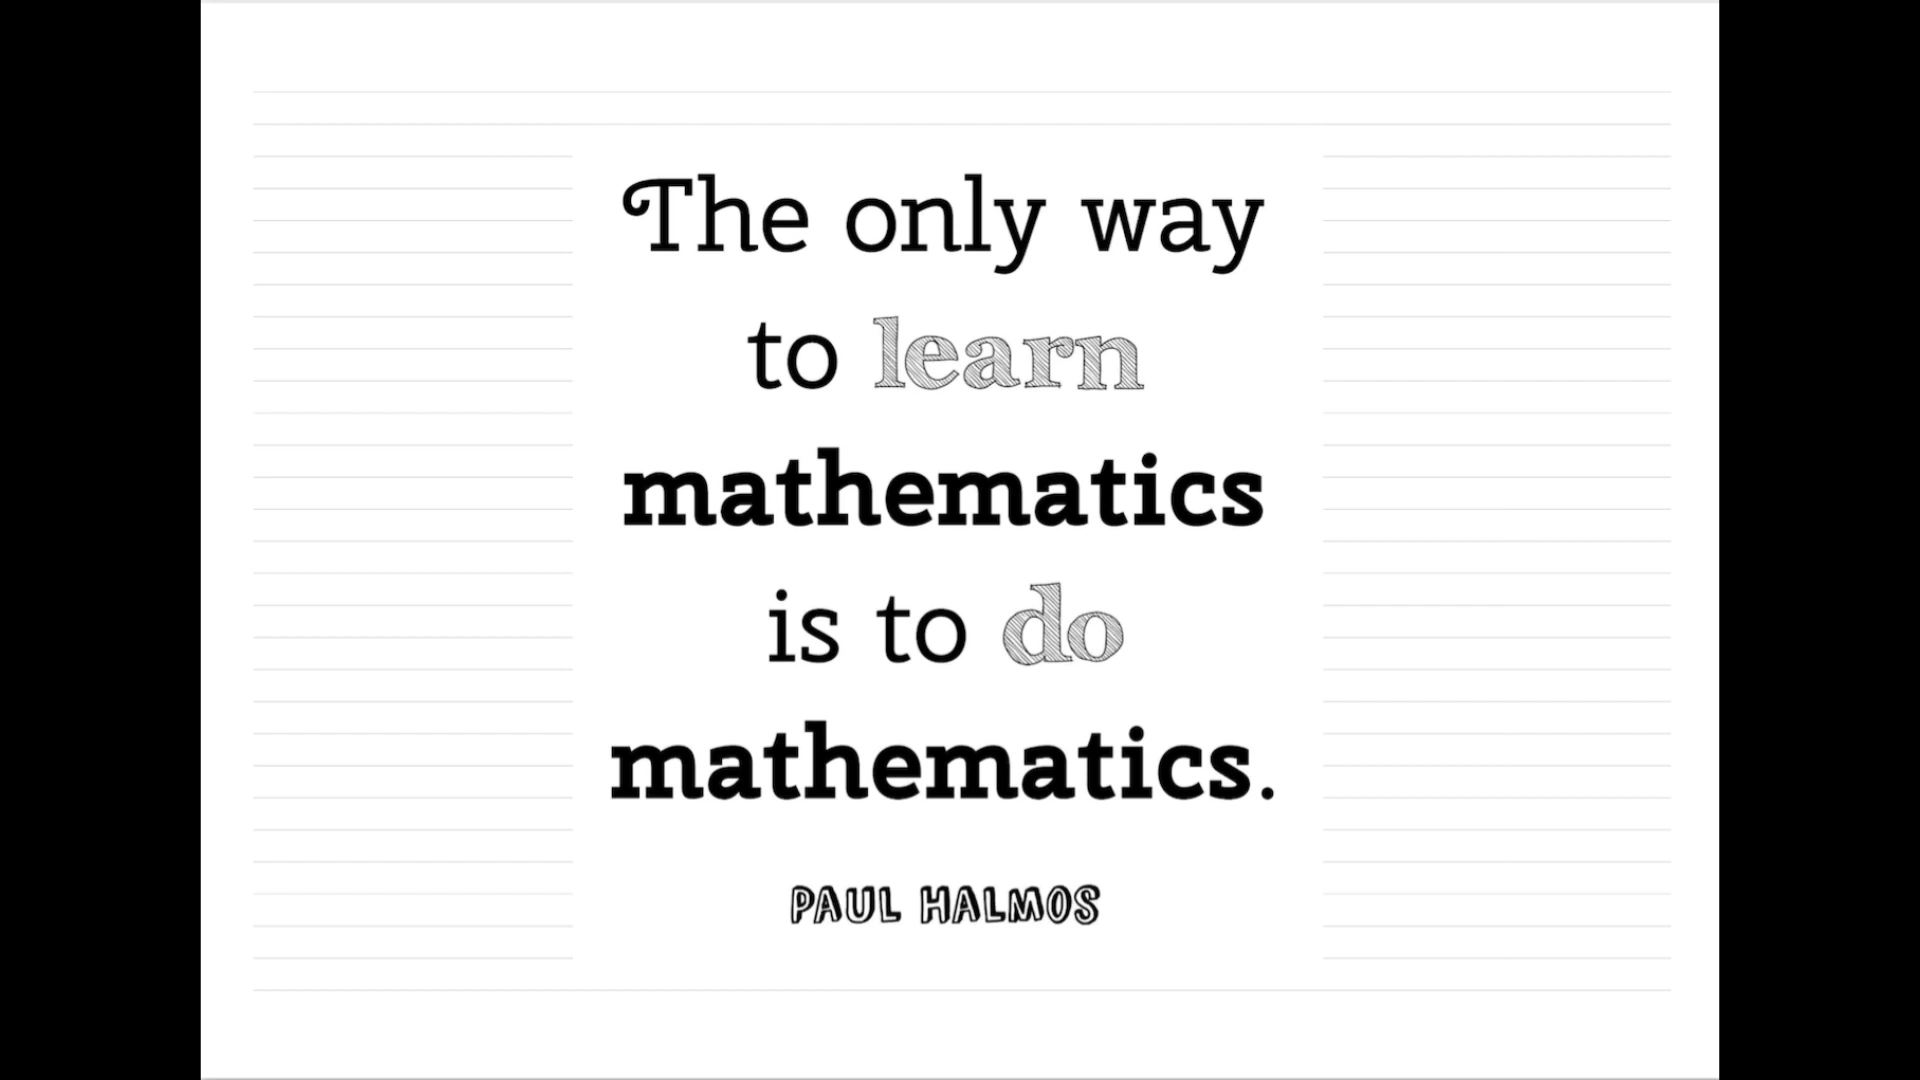 The only way
to learn
mathematics
is to do
mathematics.
PAUL HALMOS